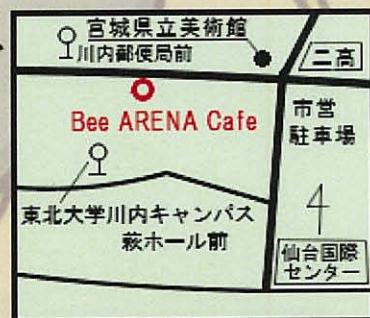 宮城県立美術館
川内郵便局前
二高
Bee ARENA Cafe
市営
駐車場
東北大学川内キャンパス
萩ホール前
仙台国際
センター